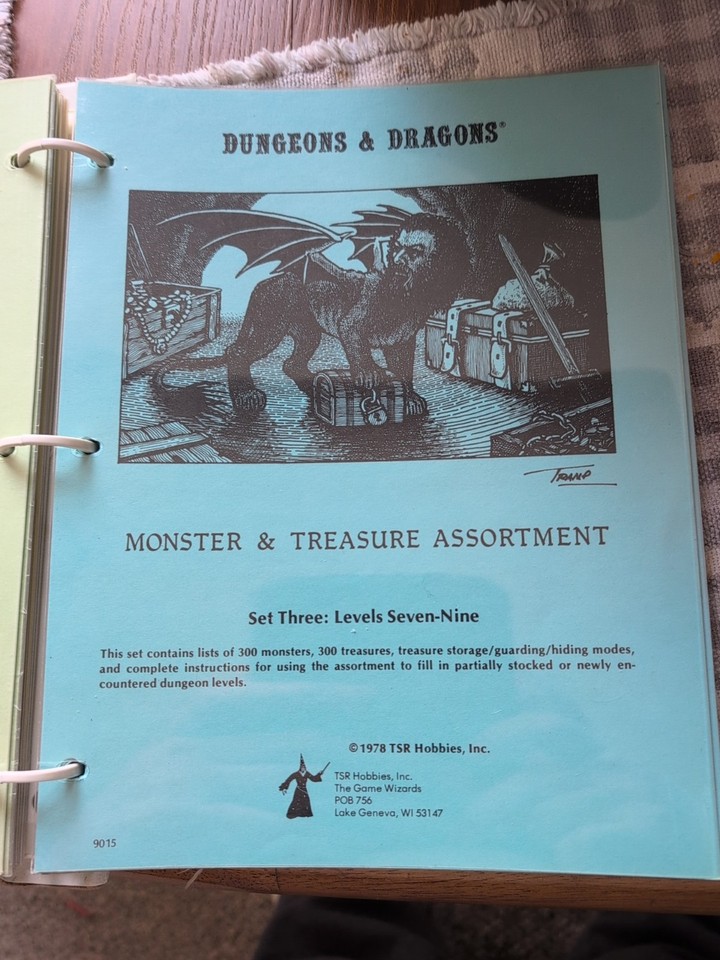 DUNGEONS & DRAGONS®
TRAMP
MONSTER & TREASURE ASSORTMENT
Set Three: Levels Seven-Nine
This set contains lists of 300 monsters, 300 treasures, treasure storage/guarding/hiding modes,
and complete instructions for using the assortment to fill in partially stocked or newly en-
countered dungeon levels.
©1978 TSR Hobbies, Inc.
TSR Hobbies, Inc.
The Game Wizards
POB 756
Lake Geneva, WI 53147
9015